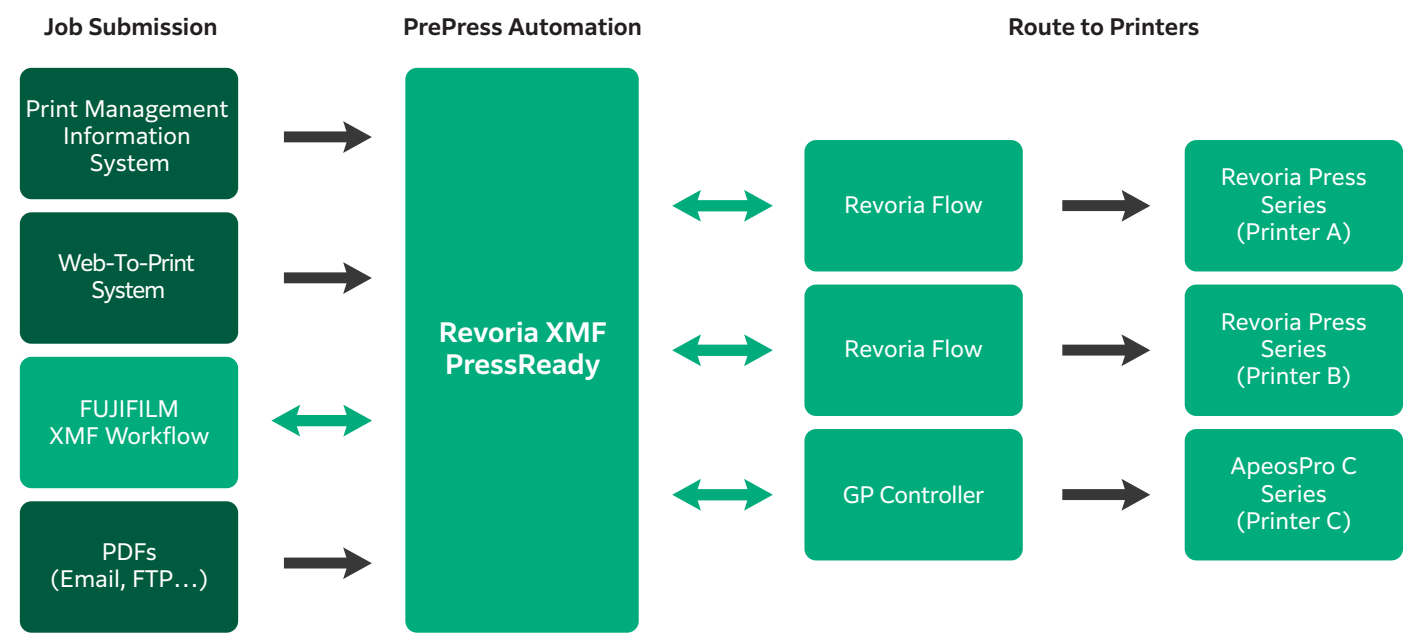 Job Submission
PrePress Automation
Route to Printers
Print Management
Information
System
Web-To-Print
System
FUJIFILM
XMF Workflow
PDFs
(Email, FTP...)
Revoria XMF
PressReady
Revoria Flow
Revoria Press
Series
(Printer A)
Revoria Flow
Revoria Press
Series
(Printer B)
GP Controller
ApeosPro C
Series
(Printer C)